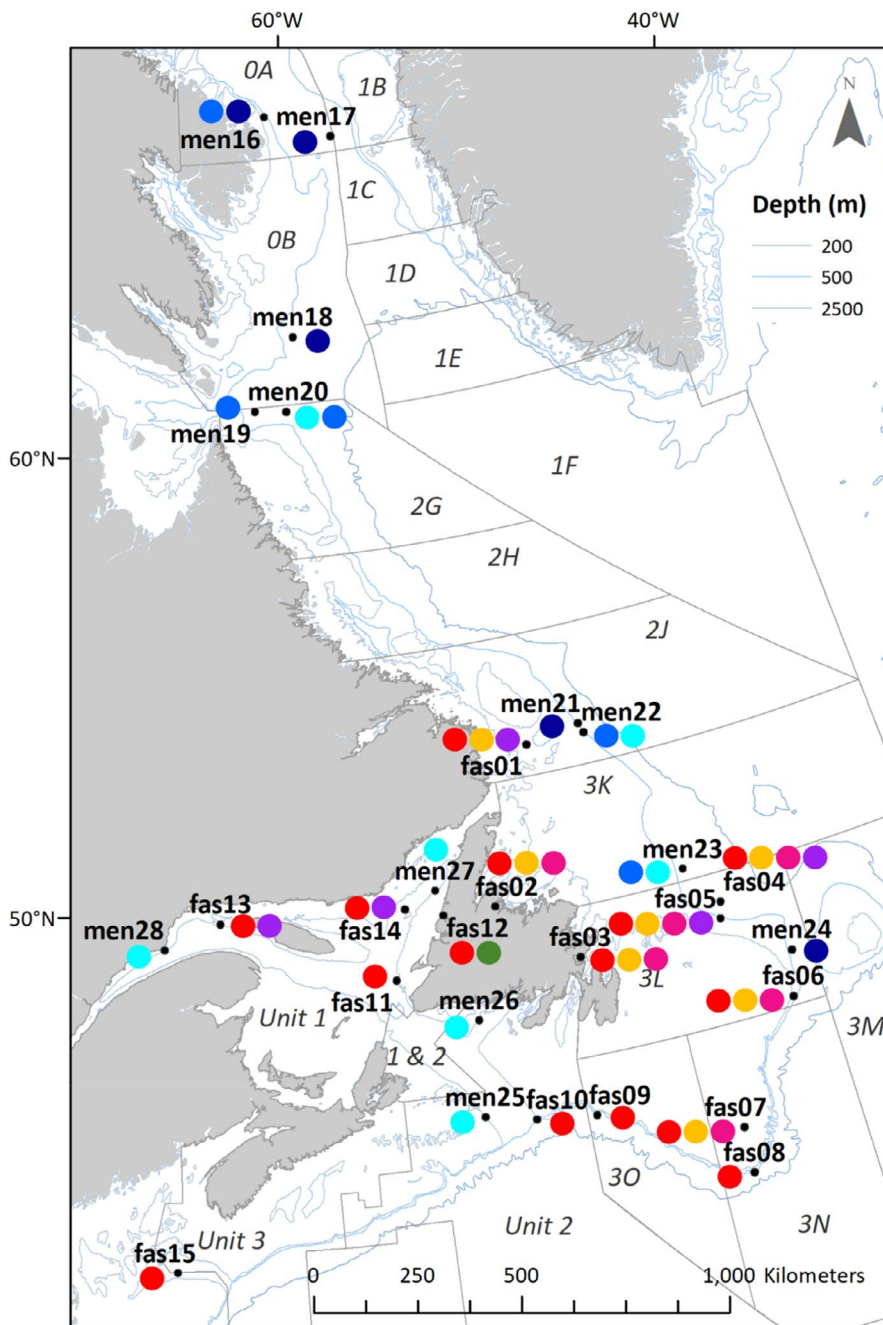 60°W
40°W
0A
1B
N
men17
men16
1C
Depth (m)
0B
200
1D
500
2500
men18
1E
men20
men19
60°N
1F
2G
2H
2J
men21
men22
fas01
3K
men23
men27
fas04
fas02
fas05
50°N
fas13
fas14
men28
fas12
men24
fas03
3L
fas06
fas11
men26
Unit 1
3M
1 & 2
men25
fas10
fas09
fas07
fas08
3O
3N
Unit 2
Unit 3
fas15
0 250 500 1,000 Kilometers